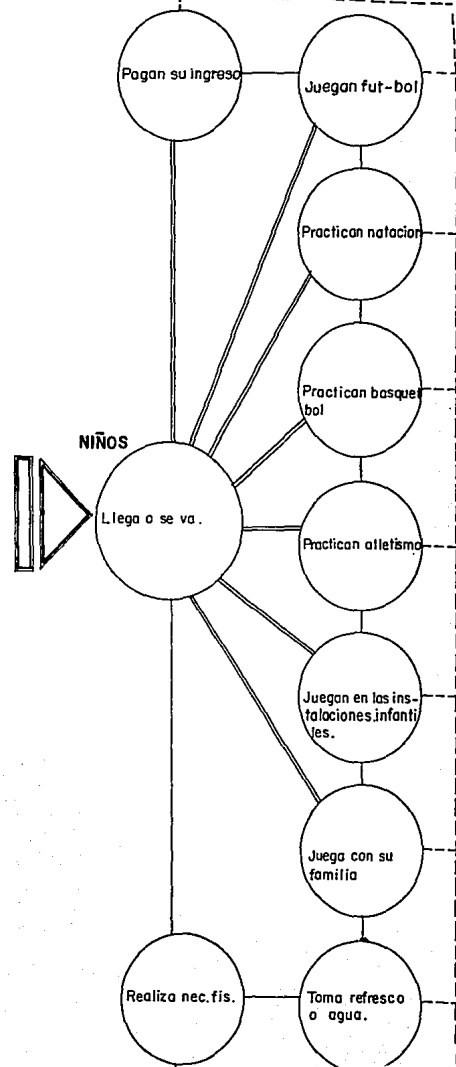 Pagan su ingreso
Juegan fut-bol
Practican natacion
Practican basquet
bol
NIÑOS
Llega o se va.
Practican atletismo
Juegan en las ins-
talaciones infanti
les.
Juega con su
familia
Realiza nec. fis.
Toma refresco
o agua.